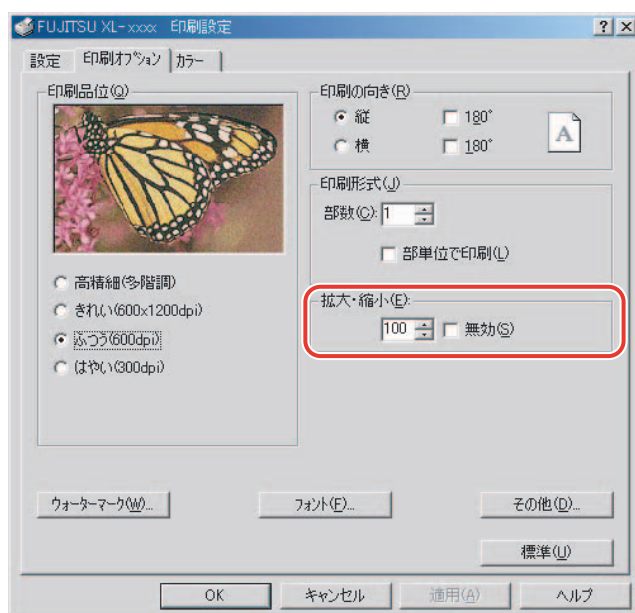 FUJITSU XL-xxxx 印刷設定
設定 印刷オプション カラー
印刷品位(Q)
高精細(多階調)
きれい(600x1200dpi)
ふつう(600dpi)
はやい(300dpi)
印刷の向き(R)
縦 180°
横 180°
A
印刷形式(J)
部数(C): 1
部単位で印刷(L)
拡大・縮小(E):
100 無効(S)
ウォーターマーク(W)... フォント(F)... その他(D)...
標準(U)
OK キャンセル 適用(A) ヘルプ